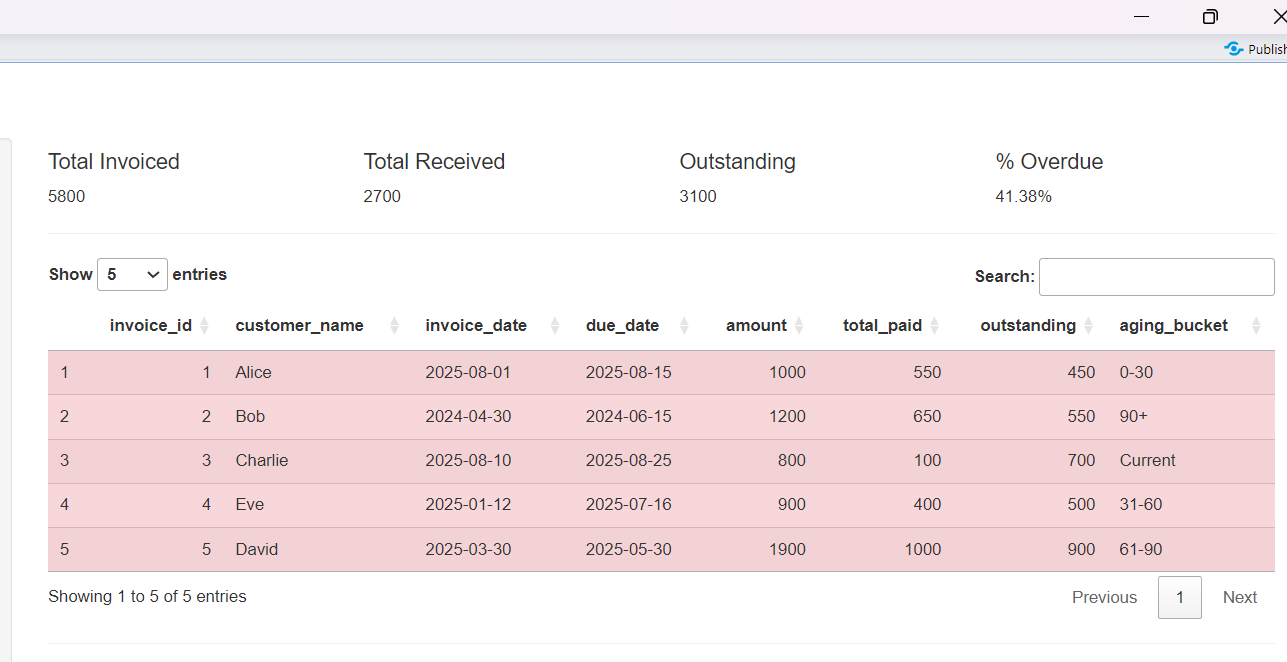 Publish
Total Invoiced Total Received Outstanding % Overdue
5800 2700 3100 41.38%
Show 5 entries Search:
invoice_id customer_name invoice_date due_date amount total_paid outstanding aging_bucket
1 1 Alice 2025-08-01 2025-08-15 1000 550 450 0-30
2 2 Bob 2024-04-30 2024-06-15 1200 650 550 90+
3 3 Charlie 2025-08-10 2025-08-25 800 100 700 Current
4 4 Eve 2025-01-12 2025-07-16 900 400 500 31-60
5 5 David 2025-03-30 2025-05-30 1900 1000 900 61-90
Showing 1 to 5 of 5 entries Previous 1 Next